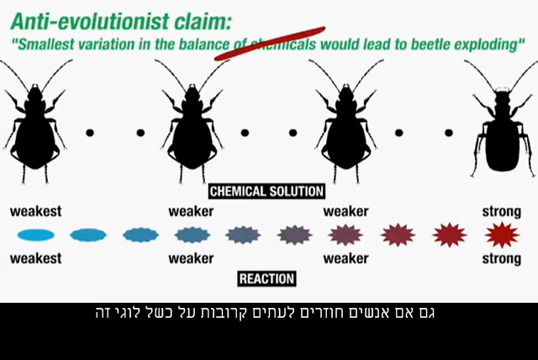 Anti-evolutionist claim:
"Smallest variation in the balance of chemicals would lead to beetle exploding"
CHEMICAL SOLUTION
weakest weaker weaker strong
weakest weaker weaker strong
REACTION
גם אם אנשים חוזרים לעתים קרובות על כשל לוגי זה